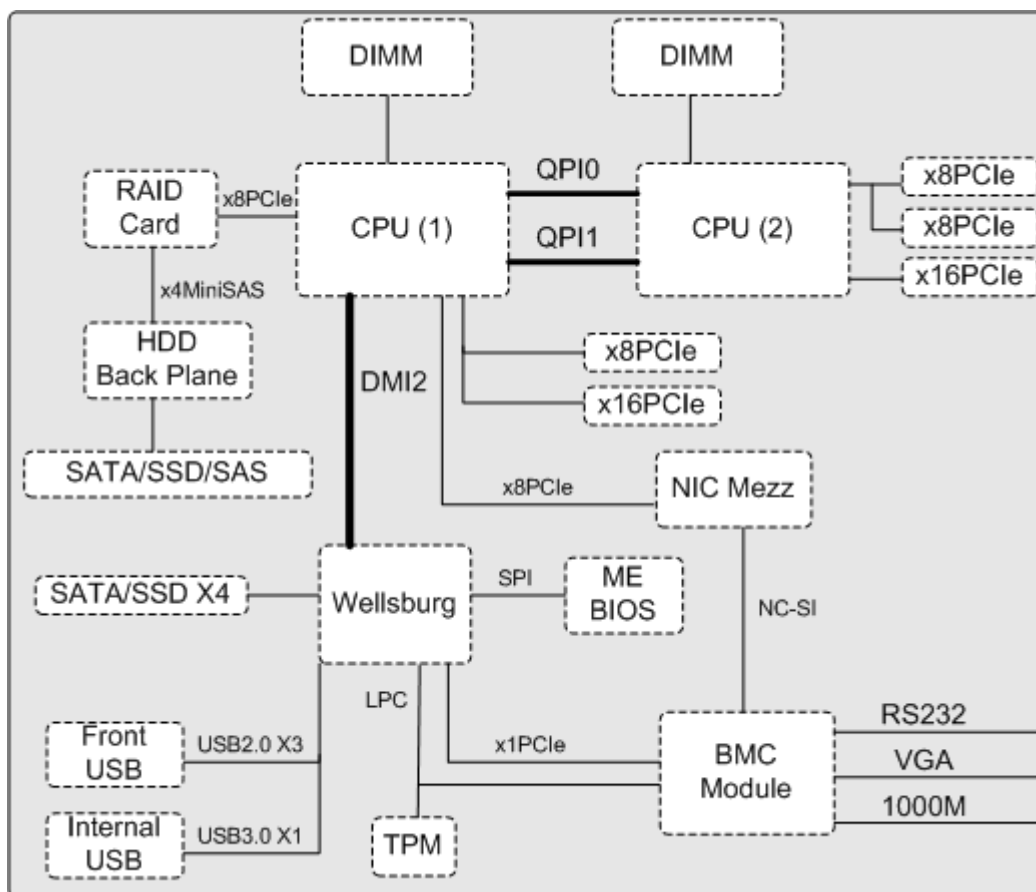 DIMM
DIMM
QPI0
QPI1
RAID
Card
x8PCIe
CPU (1)
CPU (2)
x8PCIe
x8PCIe
x16PCIe
x4MiniSAS
HDD
Back Plane
DMI2
x8PCIe
x16PCIe
SATA/SSD/SAS
x8PCIe
NIC Mezz
SATA/SSD X4
Wellsburg
SPI
ME
BIOS
NC-SI
LPC
Front
USB
USB2.0 X3
x1PCIe
BMC
Module
RS232
VGA
1000M
Internal
USB
USB3.0 X1
TPM